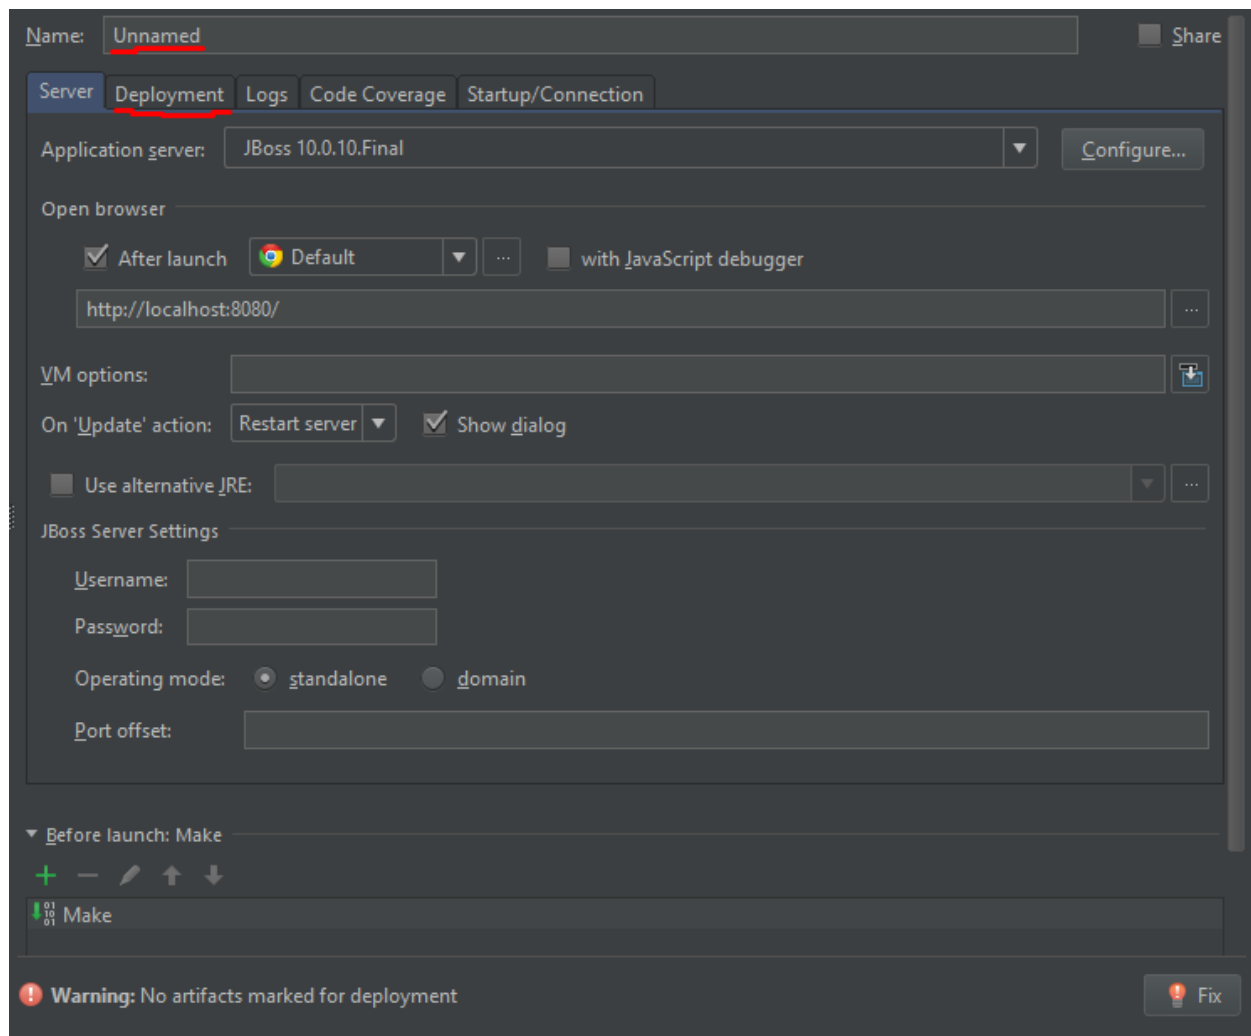 Name: Unnamed Share
Server Deployment Logs Code Coverage Startup/Connection
Application server: JBoss 10.0.10.Final Configure...
Open browser
After launch Default ... with JavaScript debugger
http://localhost:8080/ ...
VM options:
On 'Update' action: Restart server Show dialog
Use alternative JRE: ...
JBoss Server Settings
Username:
Password:
Operating mode: standalone domain
Port offset:
Before launch: Make
Make
Warning: No artifacts marked for deployment Fix